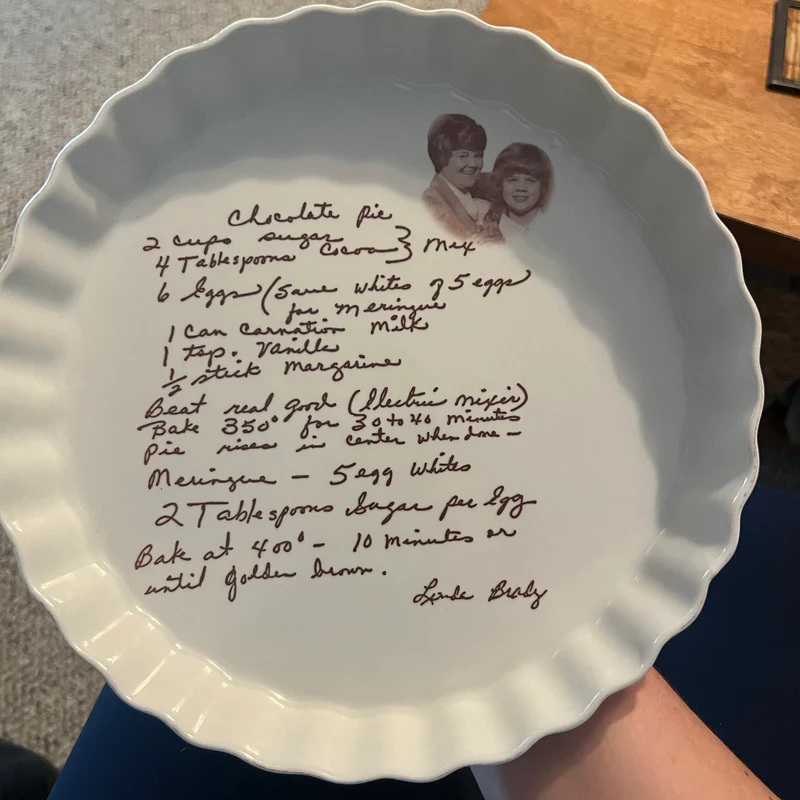 Chocolate pie
2 cups sugar
4 Tablespoons Cocoa } Mix
6 Eggs (Save whites of 5 eggs
for Meringue
1 Can Carnation Milk
1 tsp. Vanilla
1/2 stick Margarine
Beat real good (Electric mixer)
Bake 350° for 30 to 40 minutes
Pie rises in center when done –
Meringue – 5 egg whites
2 Tablespoons Sugar per Egg
Bake at 400° – 10 Minutes or
until golden brown.
Linda Brady